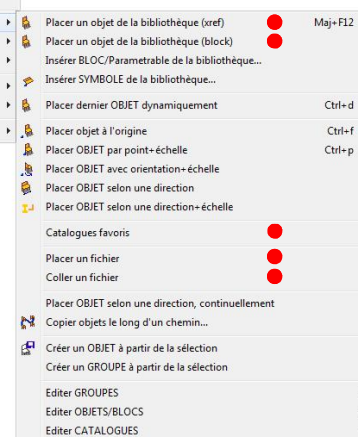 Placer un objet de la bibliothèque (xref) Maj+F12
Placer un objet de la bibliothèque (block)
Insérer BLOC/Parametrable de la bibliothèque...
Insérer SYMBOLE de la bibliothèque...
Placer dernier OBJET dynamiquement Ctrl+d
Placer objet à l'origine Ctrl+f
Placer OBJET par point+échelle Ctrl+p
Placer OBJET avec orientation+échelle
Placer OBJET selon une direction
Placer OBJET selon une direction+échelle
Catalogues favoris
Placer un fichier
Coller un fichier
Placer OBJET selon une direction, continuellement
Copier objets le long d'un chemin...
Créer un OBJET à partir de la sélection
Créer un GROUPE à partir de la sélection
Editer GROUPES
Editer OBJETS/BLOCS
Editer CATALOGUES